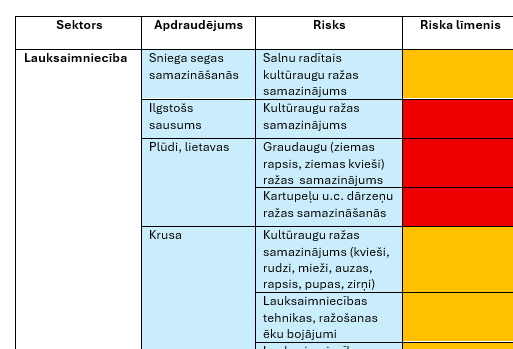 Sektors Apdraudējums Risks Riska līmenis
Lauksaimniecība
Sniega segas
samazināšanās
Salnu radītais
kultūraugu ražas
samazinājums
Ilgstošs
sausums
Kultūraugu ražas
samazinājums
Plūdi, lietavas
Graudaugu (ziemas
rapsis, ziemas kvieši)
ražas samazinājums
Kartupeļu u.c. dārzeņu
ražas samazināšanās
Krusa
Kultūraugu ražas
samazinājums (kvieši,
rudzi, mieži, auzas,
rapsis, pupas, zirņi)
Lauksaimniecības
tehnikas, ražošanas
ēku bojājumi